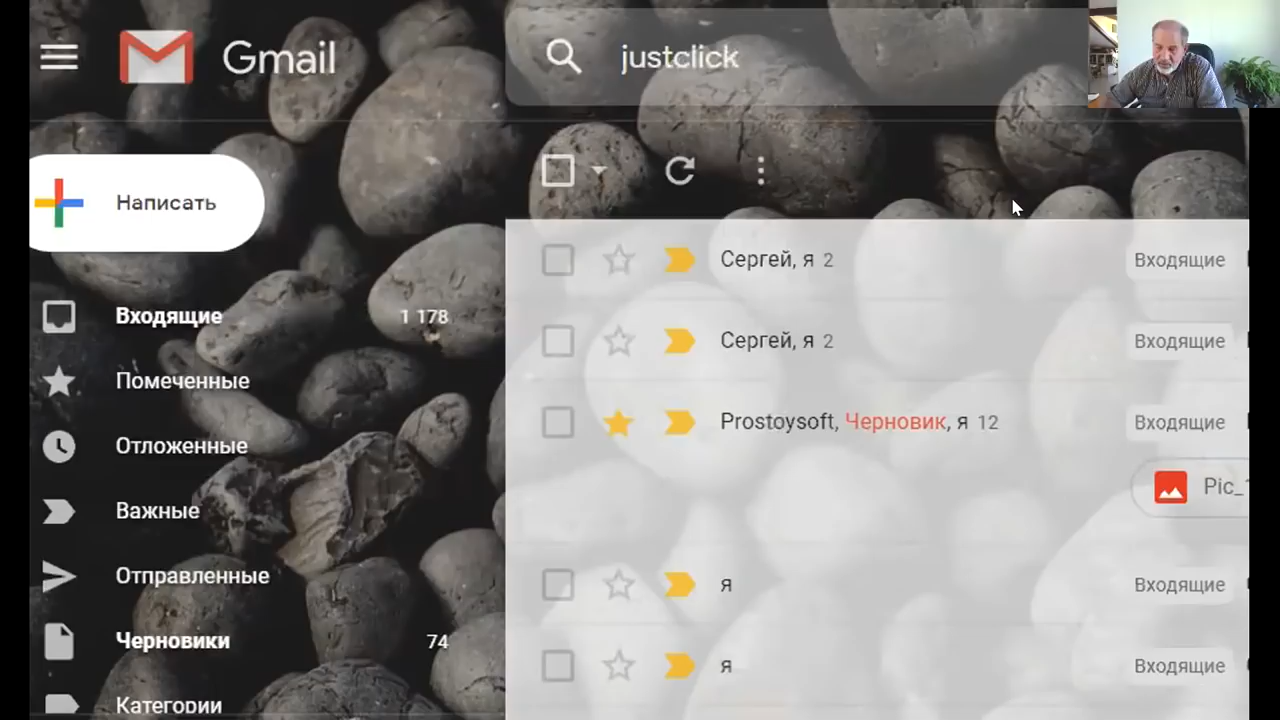 Gmail
justclick
Написать
Входящие 1 178
Помеченные
Отложенные
Важные
Отправленные
Черновики 74
Категории
Сергей, я 2 Входящие
Сергей, я 2 Входящие
Prostoysoft, Черновик, я 12 Входящие
Pic_
я Входящие
я Входящие